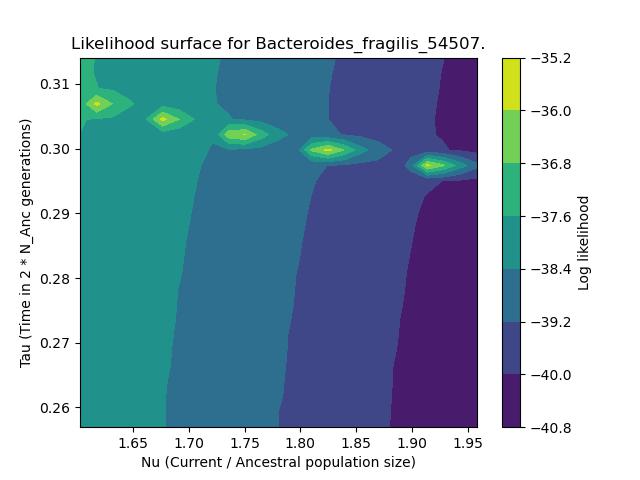 Likelihood surface for Bacteroides_fragilis_54507.
0.31
0.30
0.29
0.28
0.27
0.26
Tau (Time in 2 * N_Anc generations)
1.65 1.70 1.75 1.80 1.85 1.90 1.95
Nu (Current / Ancestral population size)
−35.2
−36.0
−36.8
−37.6
−38.4
−39.2
−40.0
−40.8
Log likelihood